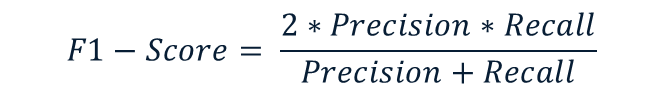 F1 − Score = 2 * Precision * Recall
Precision + Recall